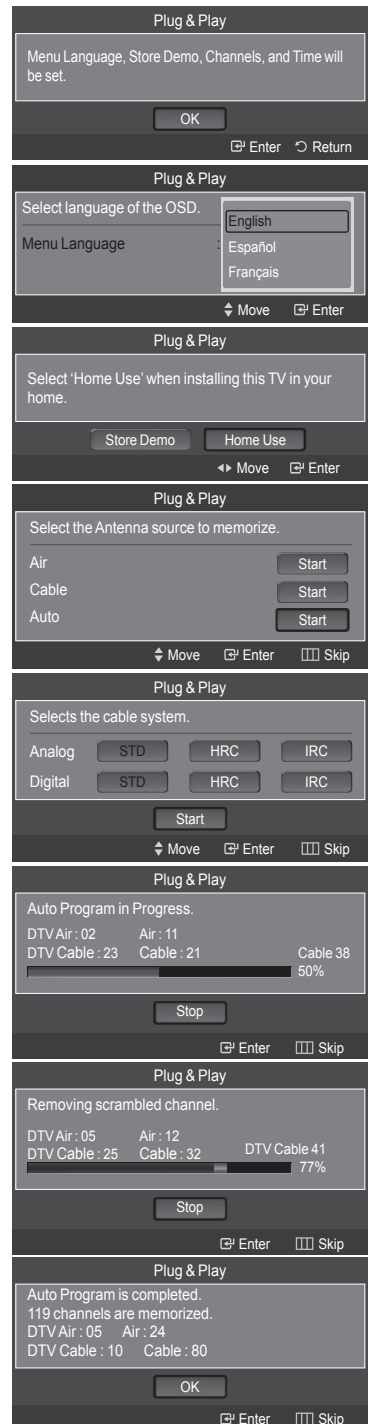 Plug & Play
Menu Language, Store Demo, Channels, and Time will
be set.
OK
Enter Return
Plug & Play
Select language of the OSD.
Menu Language :
English
Español
Français
Move Enter
Plug & Play
Select ‘Home Use’ when installing this TV in your
home.
Store Demo Home Use
Move Enter
Plug & Play
Select the Antenna source to memorize.
Air Start
Cable Start
Auto Start
Move Enter Skip
Plug & Play
Selects the cable system.
Analog STD HRC IRC
Digital STD HRC IRC
Start
Move Enter Skip
Plug & Play
Auto Program in Progress.
DTV Air : 02 Air : 11
DTV Cable : 23 Cable : 21 Cable 38
50%
Stop
Enter Skip
Plug & Play
Removing scrambled channel.
DTV Air : 05 Air : 12
DTV Cable : 25 Cable : 32 DTV Cable 41
77%
Stop
Enter Skip
Plug & Play
Auto Program is completed.
119 channels are memorized.
DTV Air : 05 Air : 24
DTV Cable : 10 Cable : 80
OK
Enter Skip